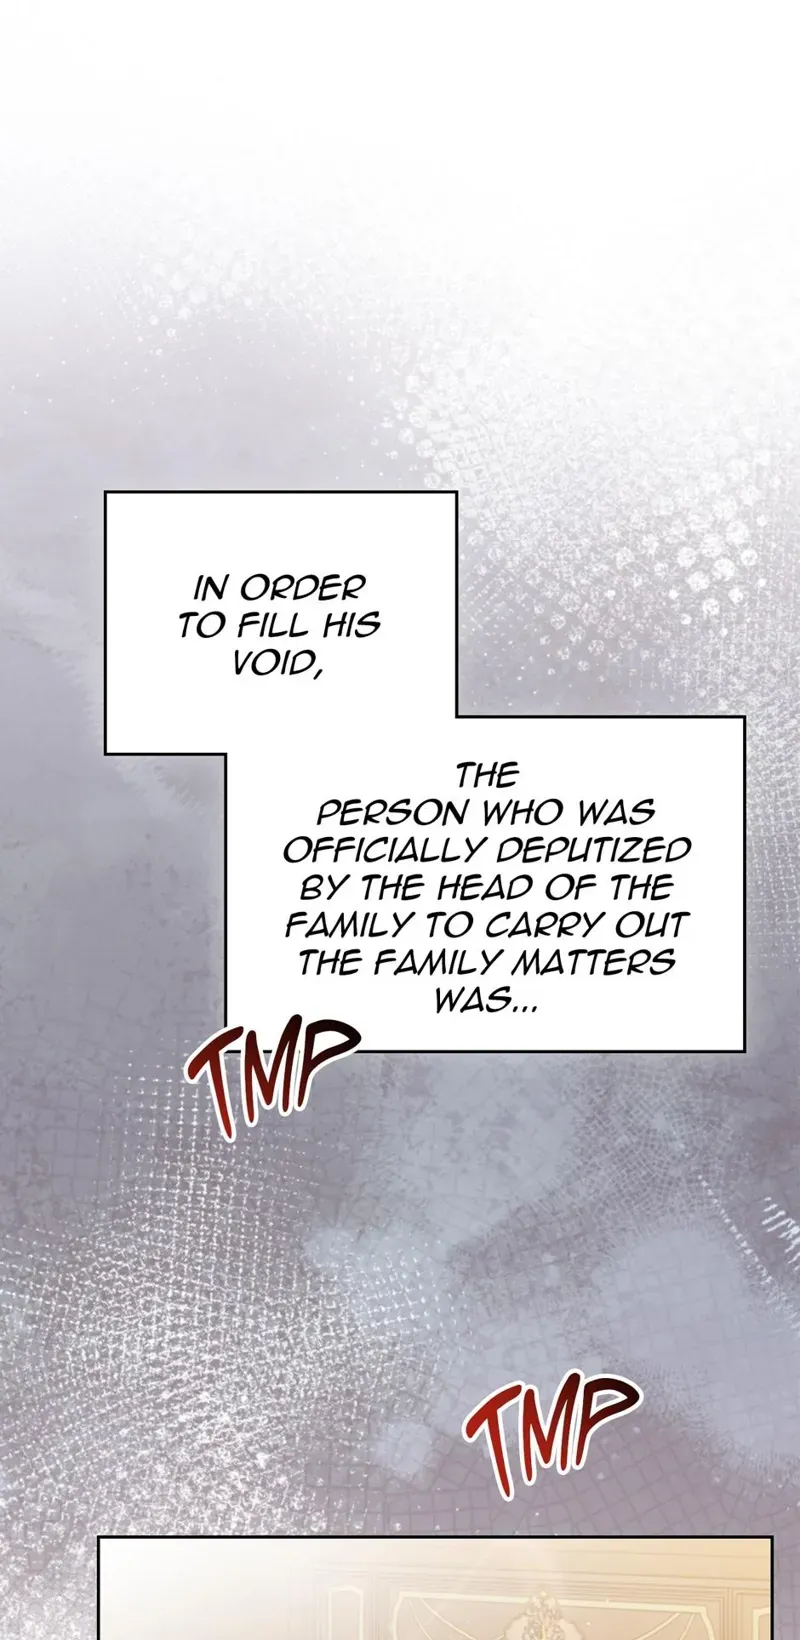 IN ORDER
TO FILL HIS
VOID,
THE
PERSON WHO WAS
OFFICIALLY DEPUTIZED
BY THE HEAD OF THE
FAMILY TO CARRY OUT
THE FAMILY MATTERS
WAS...
TMP
TMP